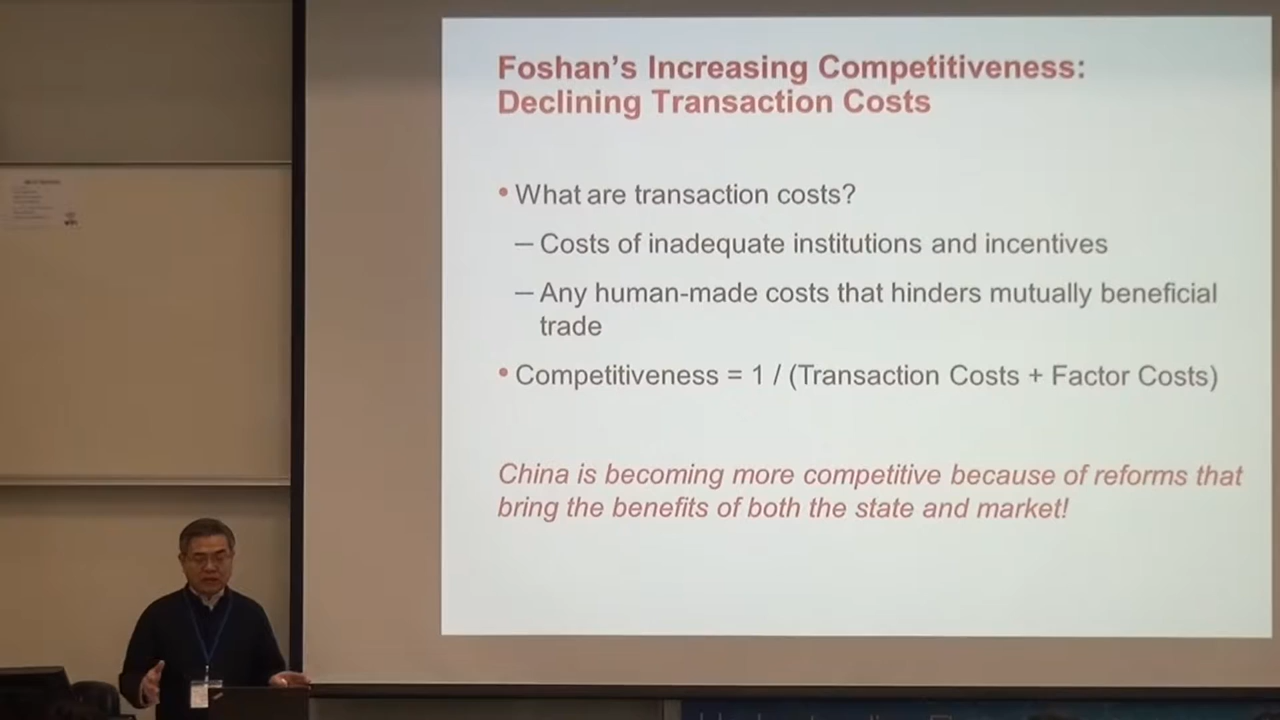 Foshan's Increasing Competitiveness:
Declining Transaction Costs
• What are transaction costs?
– Costs of inadequate institutions and incentives
– Any human-made costs that hinders mutually beneficial
trade
• Competitiveness = 1 / (Transaction Costs + Factor Costs)
China is becoming more competitive because of reforms that
bring the benefits of both the state and market!